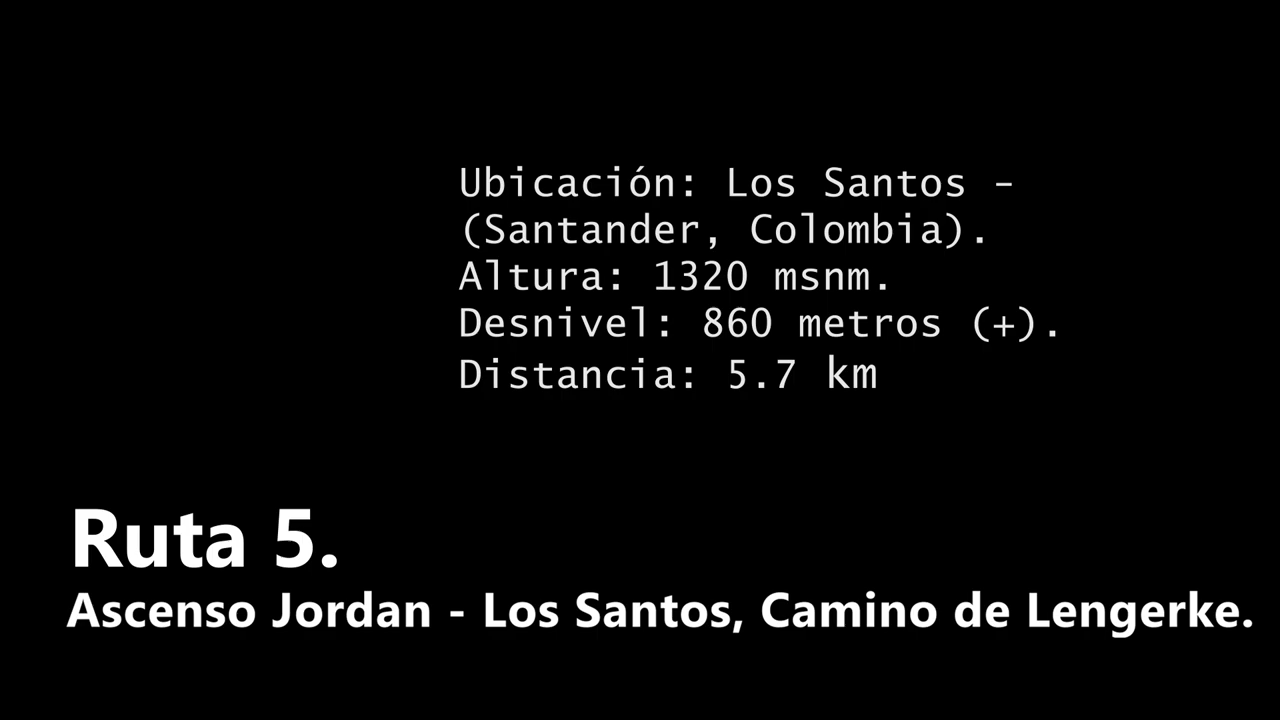 Ubicación: Los Santos -
(Santander, Colombia).
Altura: 1320 msnm.
Desnivel: 860 metros (+).
Distancia: 5.7 km
Ruta 5.
Ascenso Jordan - Los Santos, Camino de Lengerke.